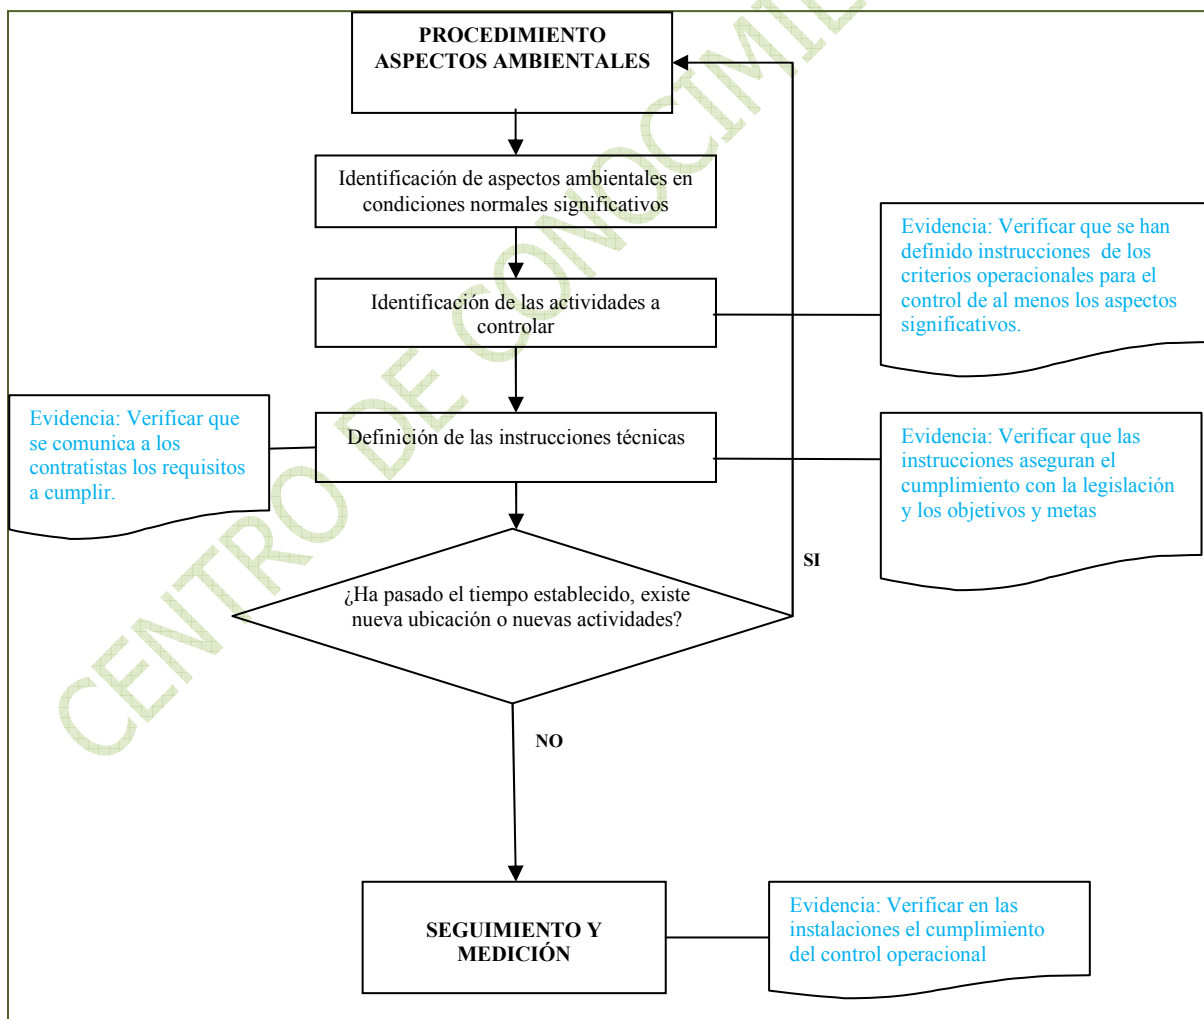 PROCEDIMIENTO
ASPECTOS AMBIENTALES
Identificación de aspectos ambientales en
condiciones normales significativos
Evidencia: Verificar que se han
definido instrucciones de los
criterios operacionales para el
control de al menos los aspectos
significativos.
Identificación de las actividades a
controlar
Evidencia: Verificar que
se comunica a los
contratistas los requisitos
a cumplir.
Definición de las instrucciones técnicas
Evidencia: Verificar que las
instrucciones aseguran el
cumplimiento con la legislación
y los objetivos y metas
SI
¿Ha pasado el tiempo establecido, existe
nueva ubicación o nuevas actividades?
NO
SEGUIMIENTO Y
MEDICIÓN
Evidencia: Verificar en las
instalaciones el cumplimiento
del control operacional
CENTRO DE